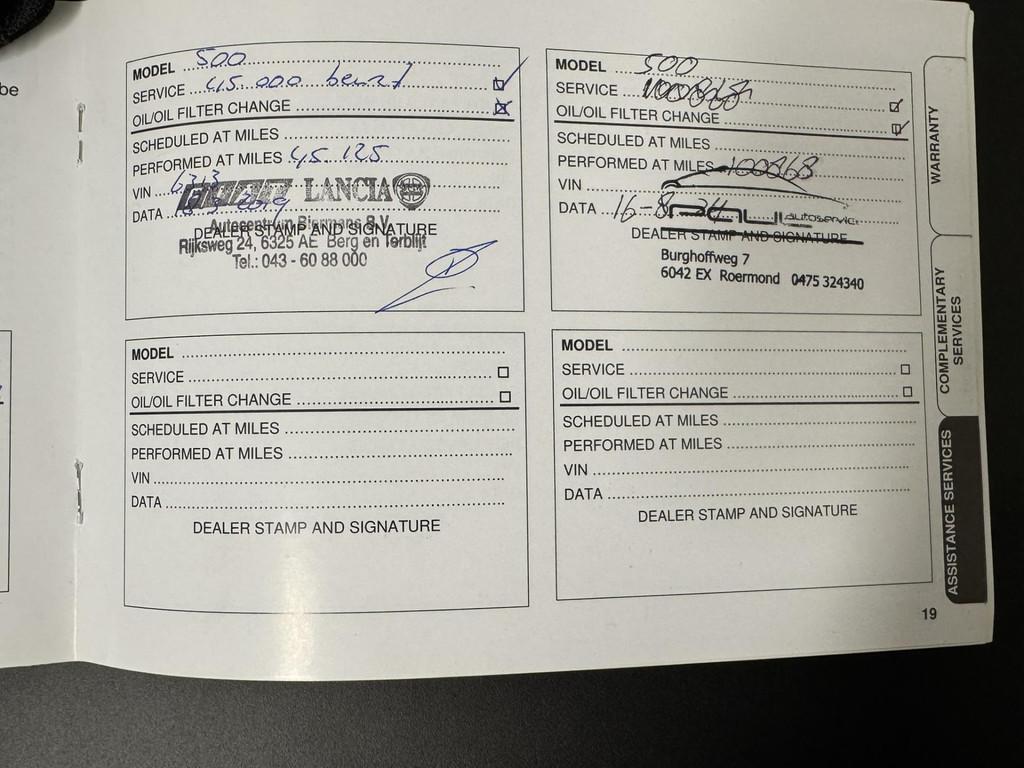 be
MODEL 500
SERVICE 45.000 benzf
OIL/OIL FILTER CHANGE
SCHEDULED AT MILES
PERFORMED AT MILES 45.125
VIN 6313
FIAT LANCIA
DATA 2019
Autocentrum Biermans B.V.
DEALER STAMP AND SIGNATURE
Rijksweg 24, 6325 AE Berg en Terblijt
Tel.: 043 - 60 88 000
MODEL 500
SERVICE
OIL/OIL FILTER CHANGE
SCHEDULED AT MILES
PERFORMED AT MILES 100868
VIN
DATA 16-8-24
PAUL autoservice
DEALER STAMP AND SIGNATURE
Burghoffweg 7
6042 EX Roermond 0475 324340
MODEL
SERVICE
OIL/OIL FILTER CHANGE
SCHEDULED AT MILES
PERFORMED AT MILES
VIN
DATA
DEALER STAMP AND SIGNATURE
MODEL
SERVICE
OIL/OIL FILTER CHANGE
SCHEDULED AT MILES
PERFORMED AT MILES
VIN
DATA
DEALER STAMP AND SIGNATURE
WARRANTY
COMPLEMENTARY
SERVICES
ASSISTANCE SERVICES
19